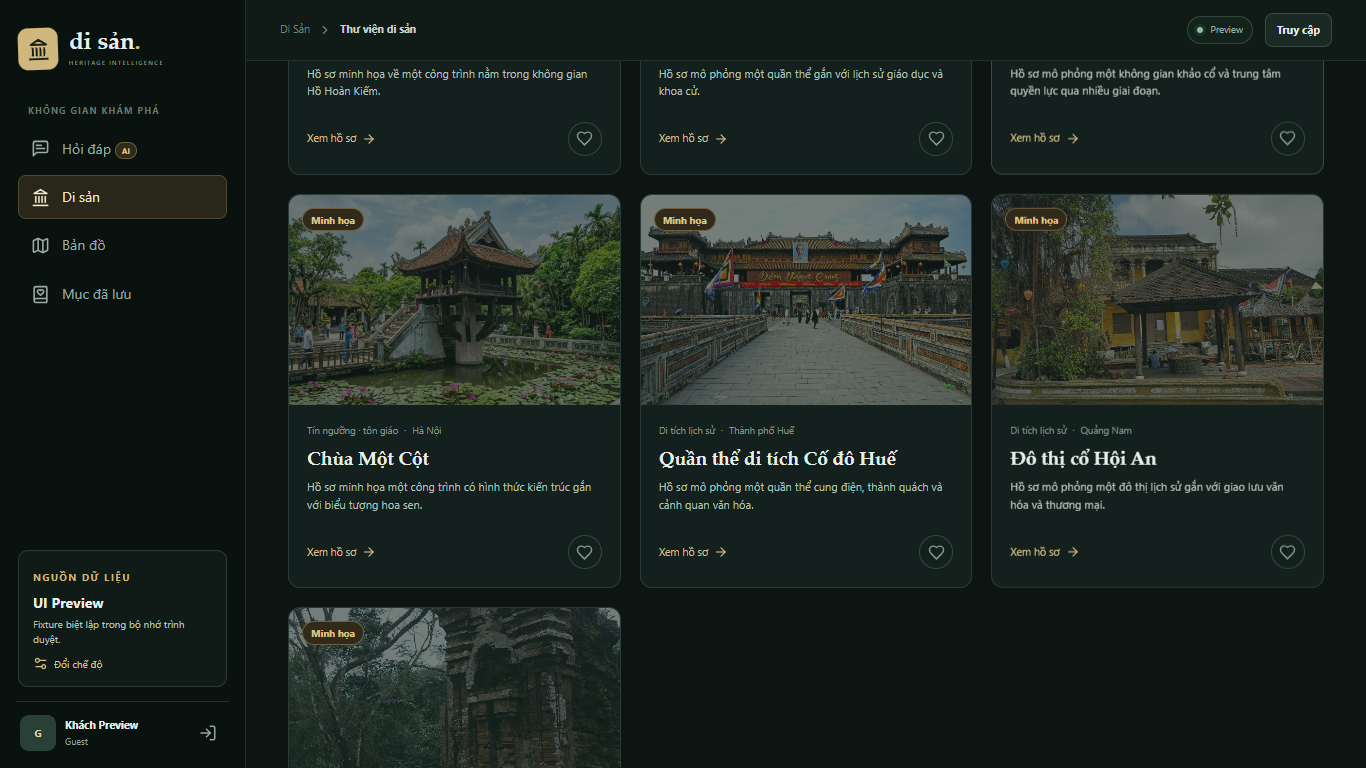 di sản.
HERITAGE INTELLIGENCE
KHÔNG GIAN KHÁM PHÁ
Hỏi đáp AI
Di sản
Bản đồ
Mục đã lưu
NGUỒN DỮ LIỆU
UI Preview
Fixture biệt lập trong bộ nhớ trình
duyệt.
Đổi chế độ
G
Khách Preview
Guest
Di Sản
Thư viện di sản
Preview
Truy cập
Hồ sơ minh họa về một công trình nằm trong không gian
Hồ Hoàn Kiếm.
Xem hồ sơ
Hồ sơ mô phỏng một quần thể gắn với lịch sử giáo dục và
khoa cử.
Xem hồ sơ
Hồ sơ mô phỏng một không gian khảo cổ và trung tâm
quyền lực qua nhiều giai đoạn.
Xem hồ sơ
Minh họa
Tín ngưỡng · tôn giáo · Hà Nội
Chùa Một Cột
Hồ sơ minh họa một công trình có hình thức kiến trúc gắn
với biểu tượng hoa sen.
Xem hồ sơ
Minh họa
Di tích lịch sử · Thành phố Huế
Quần thể di tích Cố đô Huế
Hồ sơ mô phỏng một quần thể cung điện, thành quách và
cảnh quan văn hóa.
Xem hồ sơ
Minh họa
Di tích lịch sử · Quảng Nam
Đô thị cổ Hội An
Hồ sơ mô phỏng một đô thị lịch sử gắn với giao lưu văn
hóa và thương mại.
Xem hồ sơ
Minh họa